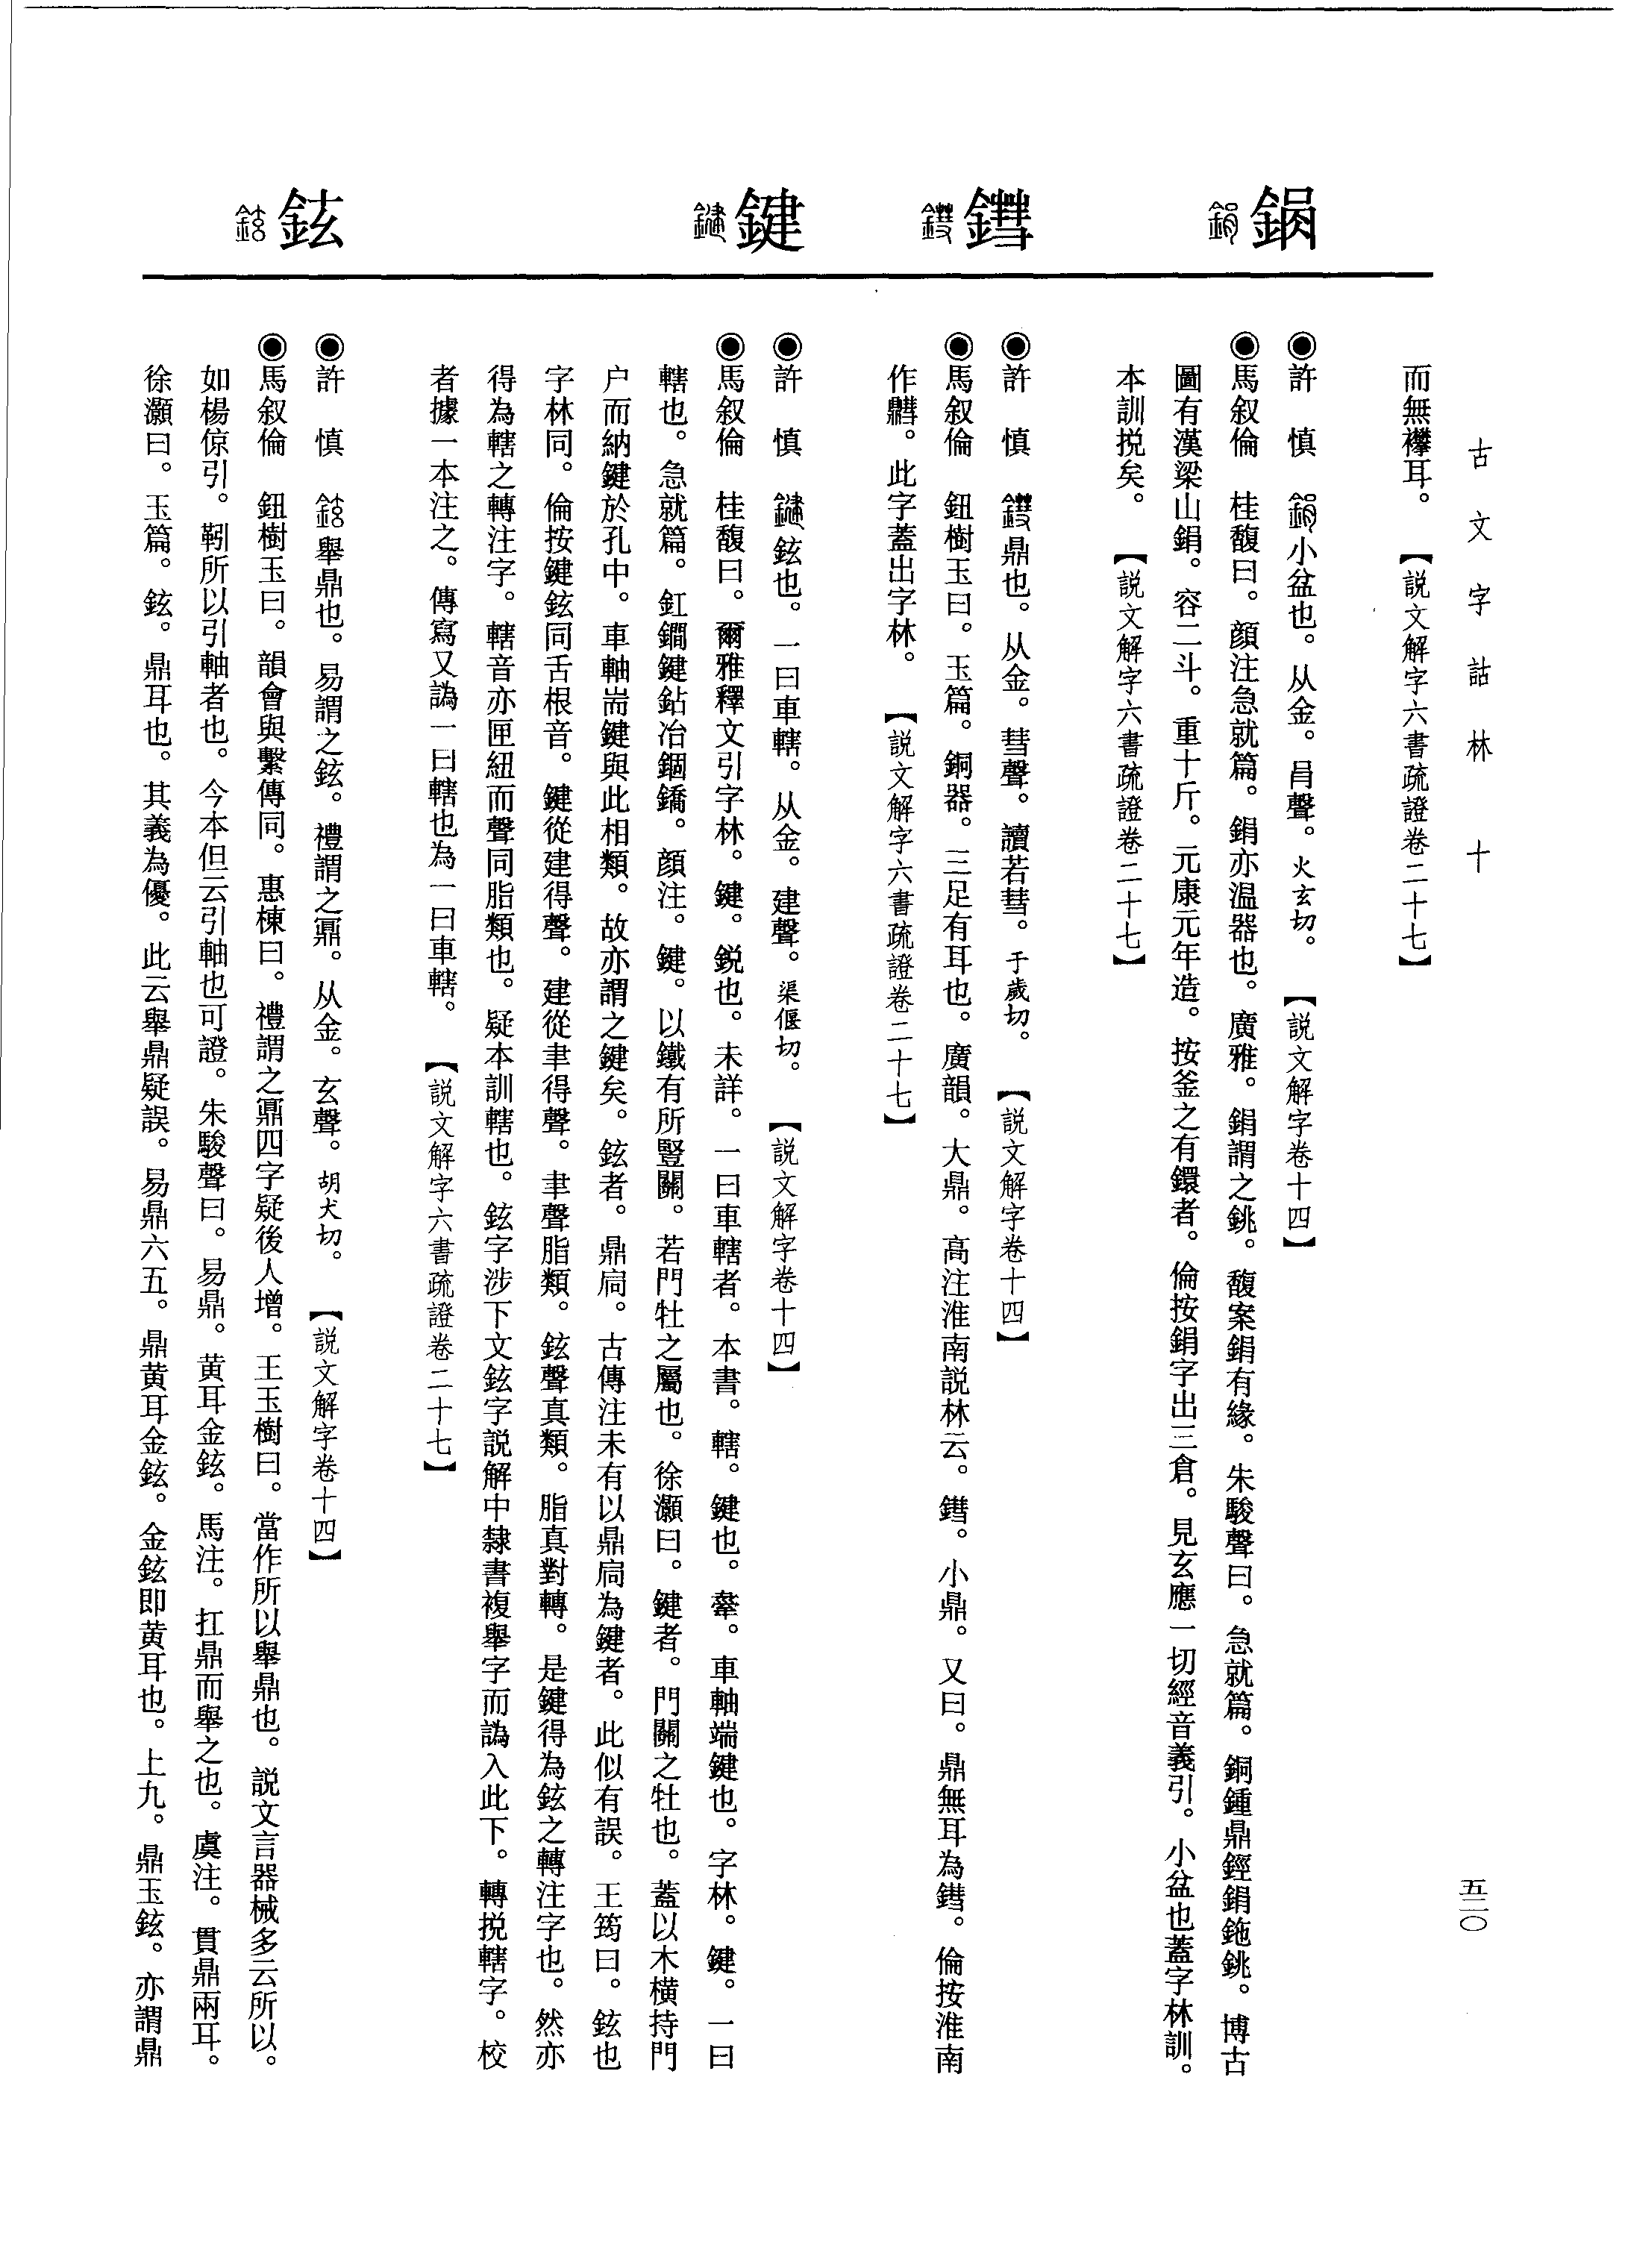 古文字詁林 十
五二〇
而無襷耳。 【説文解字六書疏證卷二十七】
鋗
◉許 慎 鋗小盆也。从金。肙聲。火玄切。 【説文解字卷十四】
◉馬叙倫 桂馥曰。顔注急就篇。鋗亦温器也。廣雅。鋗謂之銚。馥案鋗有緣。朱駿聲曰。急就篇。銅鍾鼎鋞鋗鉇銚。博古
圖有漢梁山鋗。容二斗。重十斤。元康元年造。按釜之有鐶者。倫按鋗字出三倉。見玄應一切經音義引。小盆也蓋字林訓。
本訓捝矣。 【説文解字六書疏證卷二十七】
鏏
◉許 慎 鏏鼎也。从金。彗聲。讀若彗。于歲切。 【説文解字卷十四】
◉馬叙倫 鈕樹玉曰。玉篇。銅器。三足有耳也。廣韻。大鼎。高注淮南説林云。鏏。小鼎。又曰。鼎無耳為鏏。倫按淮南
作。此字蓋出字林。 【説文解字六書疏證卷二十七】
鍵
◉許 慎 鍵鉉也。一曰車轄。从金。建聲。渠偃切。 【説文解字卷十四】
◉馬叙倫 桂馥曰。爾雅釋文引字林。鍵。鋭也。未詳。一曰車轄者。本書。轄。鍵也。舝。車軸端鍵也。字林。鍵。一曰
轄也。急就篇。釭鐧鍵鉆冶錮鐈。顔注。鍵。以鐵有所豎關。若門牡之屬也。徐灝曰。鍵者。門關之牡也。蓋以木横持門
户而納鍵於孔中。車軸耑鍵與此相類。故亦謂之鍵矣。鉉者。鼎扃。古傳注未有以鼎扃為鍵者。此似有誤。王筠曰。鉉也
字林同。倫按鍵鉉同舌根音。鍵從建得聲。建從聿得聲。聿聲脂類。鉉聲真類。脂真對轉。是鍵得為鉉之轉注字也。然亦
得為轄之轉注字。轄音亦匣紐而聲同脂類也。疑本訓轄也。鉉字涉下文鉉字説解中隸書複舉字而譌入此下。轉捝轄字。校
者據一本注之。傳寫又譌一曰轄也為一曰車轄。 【説文解字六書疏證卷二十七】
鉉
◉許 慎 鉉舉鼎也。易謂之鉉。禮謂之鼏。从金。玄聲。胡犬切。 【説文解字卷十四】
◉馬叙倫 鈕樹玉曰。韻會與繫傳同。惠棟曰。禮謂之鼏四字疑後人增。王玉樹曰。當作所以舉鼎也。説文言器械多云所以。
如楊倞引。靷所以引軸者也。今本但云引軸也可證。朱駿聲曰。易鼎。黄耳金鉉。馬注。扛鼎而舉之也。虞注。貫鼎兩耳。
徐灝曰。玉篇。鉉。鼎耳也。其義為優。此云舉鼎疑誤。易鼎六五。鼎黄耳金鉉。金鉉即黄耳也。上九。鼎玉鉉。亦謂鼎